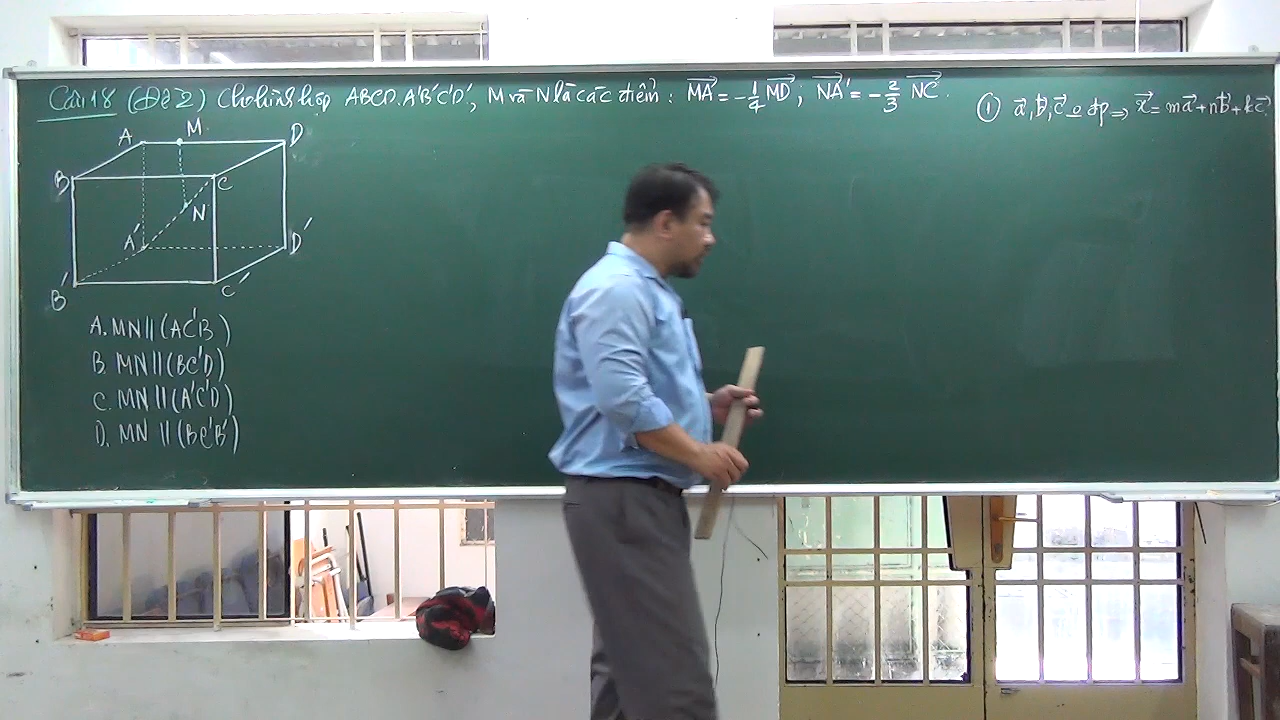 Câu 18 (Đề 2) Cho hình hộp ABCD.A'B'C'D', M và N là các điểm: $\overrightarrow{MA'} = -\frac{1}{4}\overrightarrow{MD}$; $\overrightarrow{NA'} = -\frac{2}{3}\overrightarrow{NC}$.
① $\vec{a}, \vec{b}, \vec{c}$ o đp ⇒ $\vec{x} = m\vec{a} + n\vec{b} + k\vec{c}$
A M D
B C
N
A' D'
B' C'
A. MN // (AC'B)
B. MN // (BC'D)
C. MN // (A'C'D)
D. MN // (BC'B')